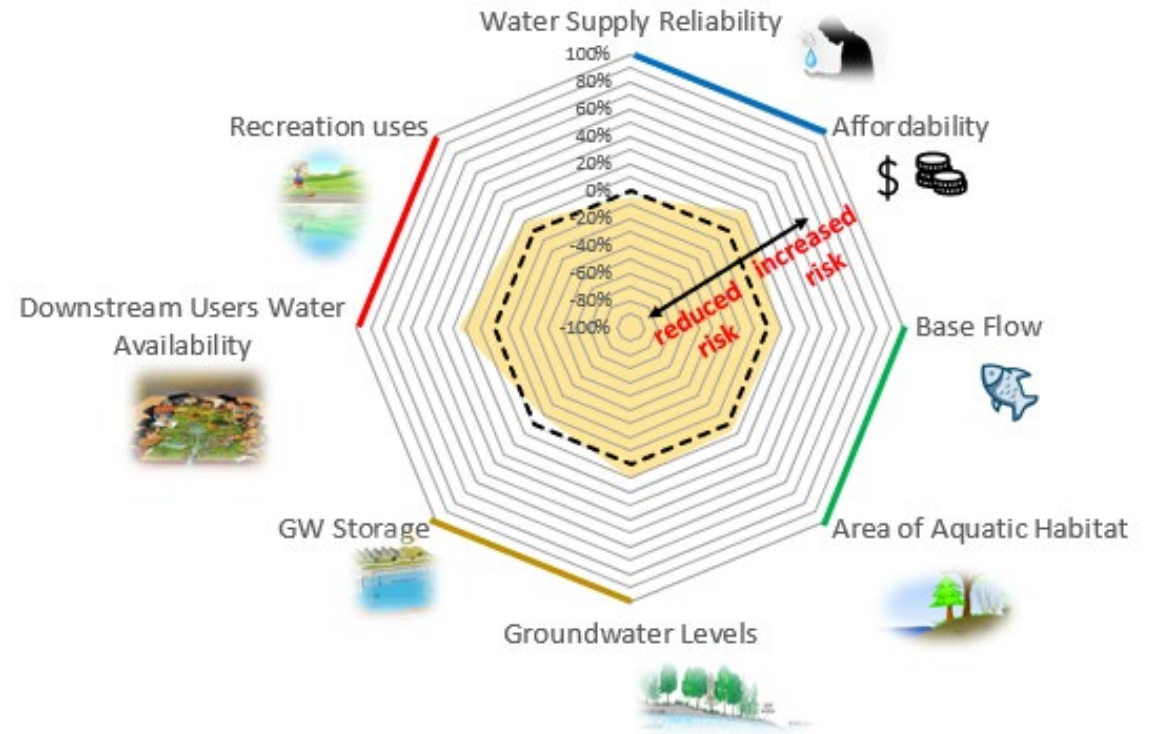 Water Supply Reliability
100%
80%
60%
40%
20%
0%
-20%
-40%
-60%
-80%
-100%
Affordability
$
increased
risk
reduced
risk
Base Flow
Area of Aquatic Habitat
Groundwater Levels
GW Storage
Downstream Users Water
Availability
Recreation uses